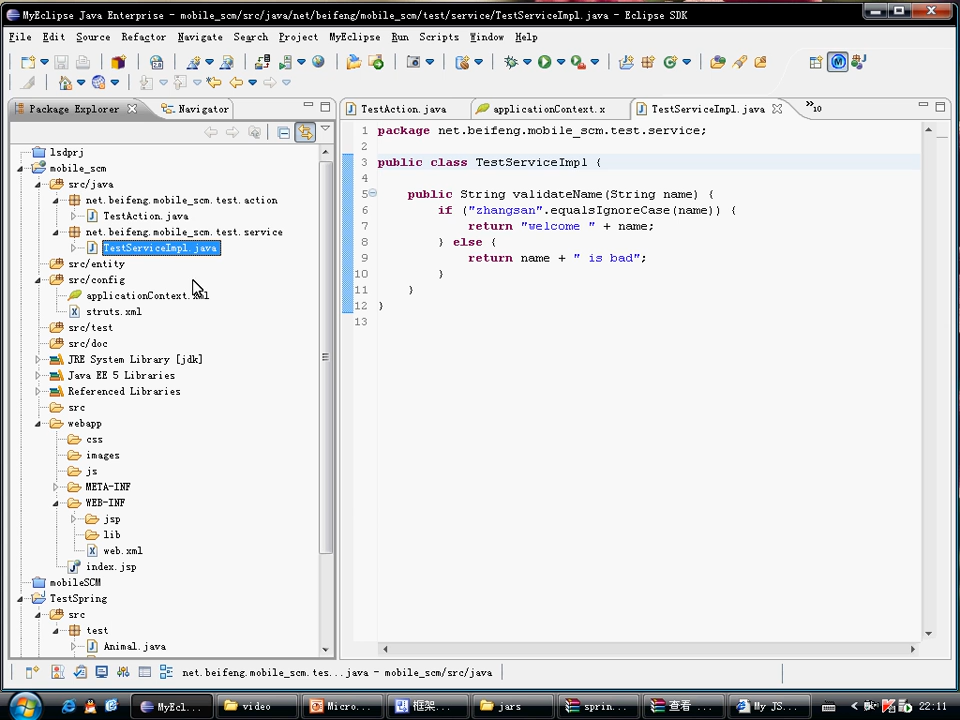 MyEclipse Java Enterprise - mobile_scm/src/java/net/beifeng/mobile_scm/test/service/TestServiceImpl.java - Eclipse SDK
File Edit Source Refactor Navigate Search Project MyEclipse Run Scripts Window Help
Package Explorer
Navigator
lsdprj
mobile_scm
src/java
net.beifeng.mobile_scm.test.action
TestAction.java
net.beifeng.mobile_scm.test.service
TestServiceImpl.java
src/entity
src/config
applicationContext.xml
struts.xml
src/test
src/doc
JRE System Library [jdk]
Java EE 5 Libraries
Referenced Libraries
src
webapp
css
images
js
META-INF
WEB-INF
jsp
lib
web.xml
index.jsp
mobileSCM
TestSpring
src
test
Animal.java
TestAction.java
applicationContext.x
TestServiceImpl.java
»10
1 package net.beifeng.mobile_scm.test.service;
2
3 public class TestServiceImpl {
4
5 public String validateName(String name) {
6 if ("zhangsan".equalsIgnoreCase(name)) {
7 return "welcome " + name;
8 } else {
9 return name + " is bad";
10 }
11 }
12 }
13
net.beifeng.mobile_scm.tes...java - mobile_scm/src/java
MyEcl...
video
Micro...
框架...
jars
sprin...
查看 ...
My JS...
22:11